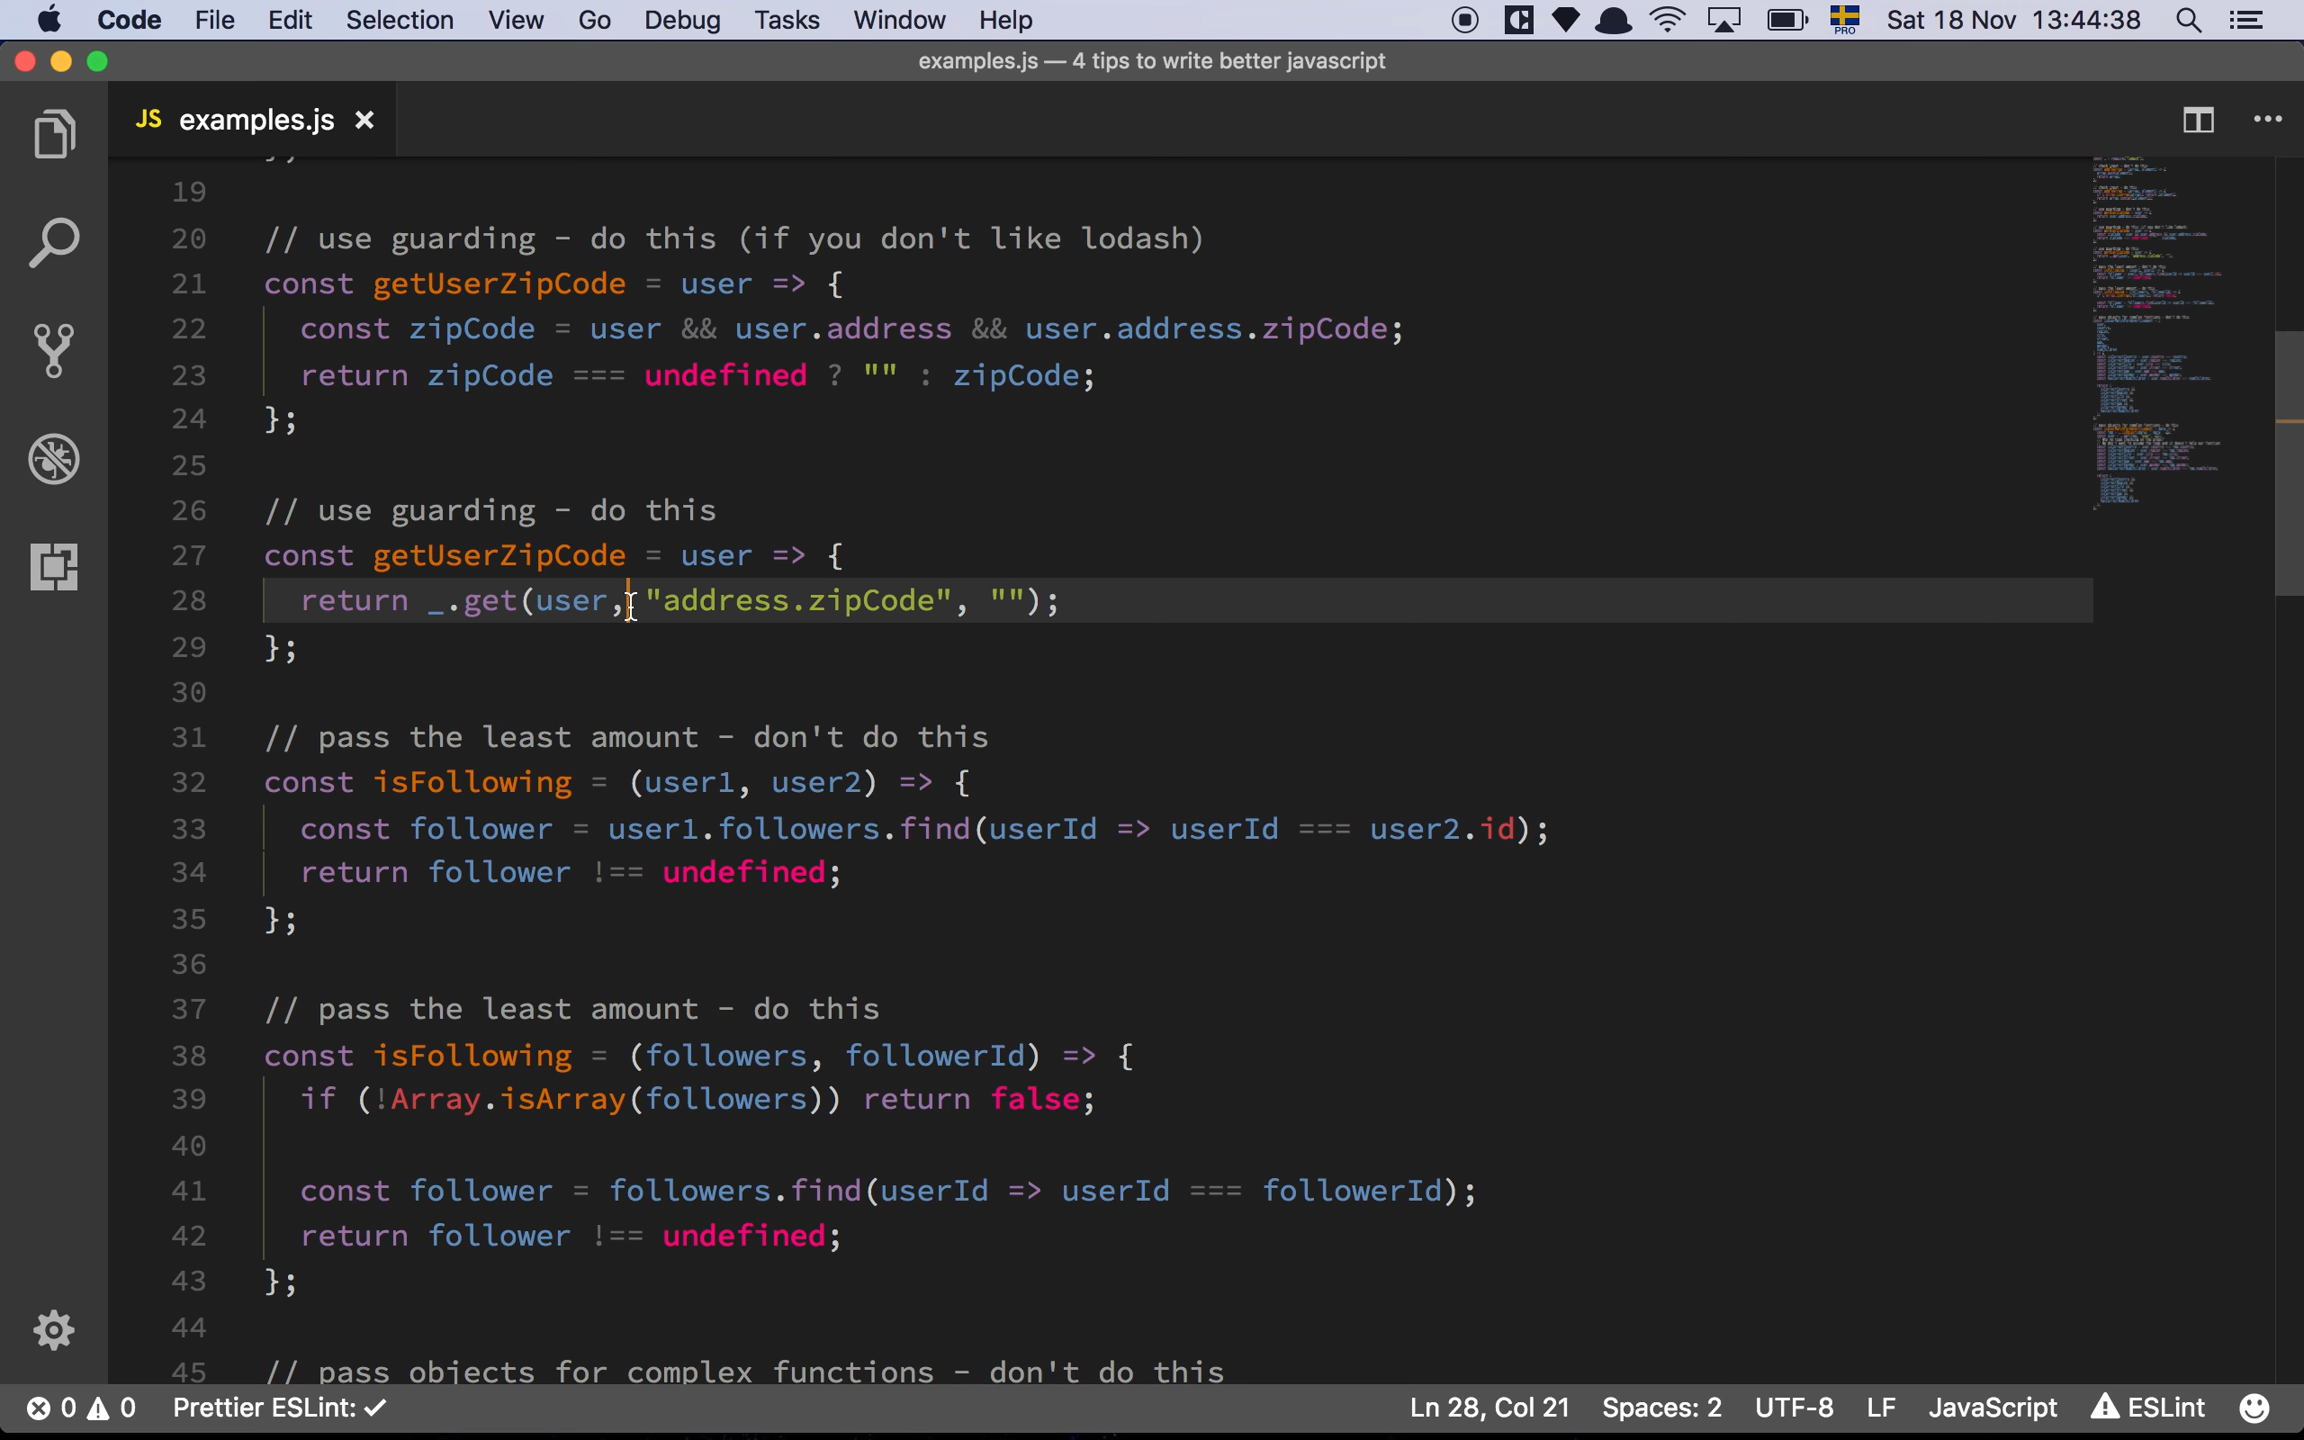 Code File Edit Selection View Go Debug Tasks Window Help PRO Sat 18 Nov 13:44:38
examples.js — 4 tips to write better javascript
JS examples.js ×
19
20 // use guarding - do this (if you don't like lodash)
21 const getUserZipCode = user => {
22 const zipCode = user && user.address && user.address.zipCode;
23 return zipCode === undefined ? "" : zipCode;
24 };
25
26 // use guarding - do this
27 const getUserZipCode = user => {
28 return _.get(user, "address.zipCode", "");
29 };
30
31 // pass the least amount - don't do this
32 const isFollowing = (user1, user2) => {
33 const follower = user1.followers.find(userId => userId === user2.id);
34 return follower !== undefined;
35 };
36
37 // pass the least amount - do this
38 const isFollowing = (followers, followerId) => {
39 if (!Array.isArray(followers)) return false;
40
41 const follower = followers.find(userId => userId === followerId);
42 return follower !== undefined;
43 };
44
45 // pass objects for complex functions - don't do this
0 0 Prettier ESLint: ✓ Ln 28, Col 21 Spaces: 2 UTF-8 LF JavaScript ESLint